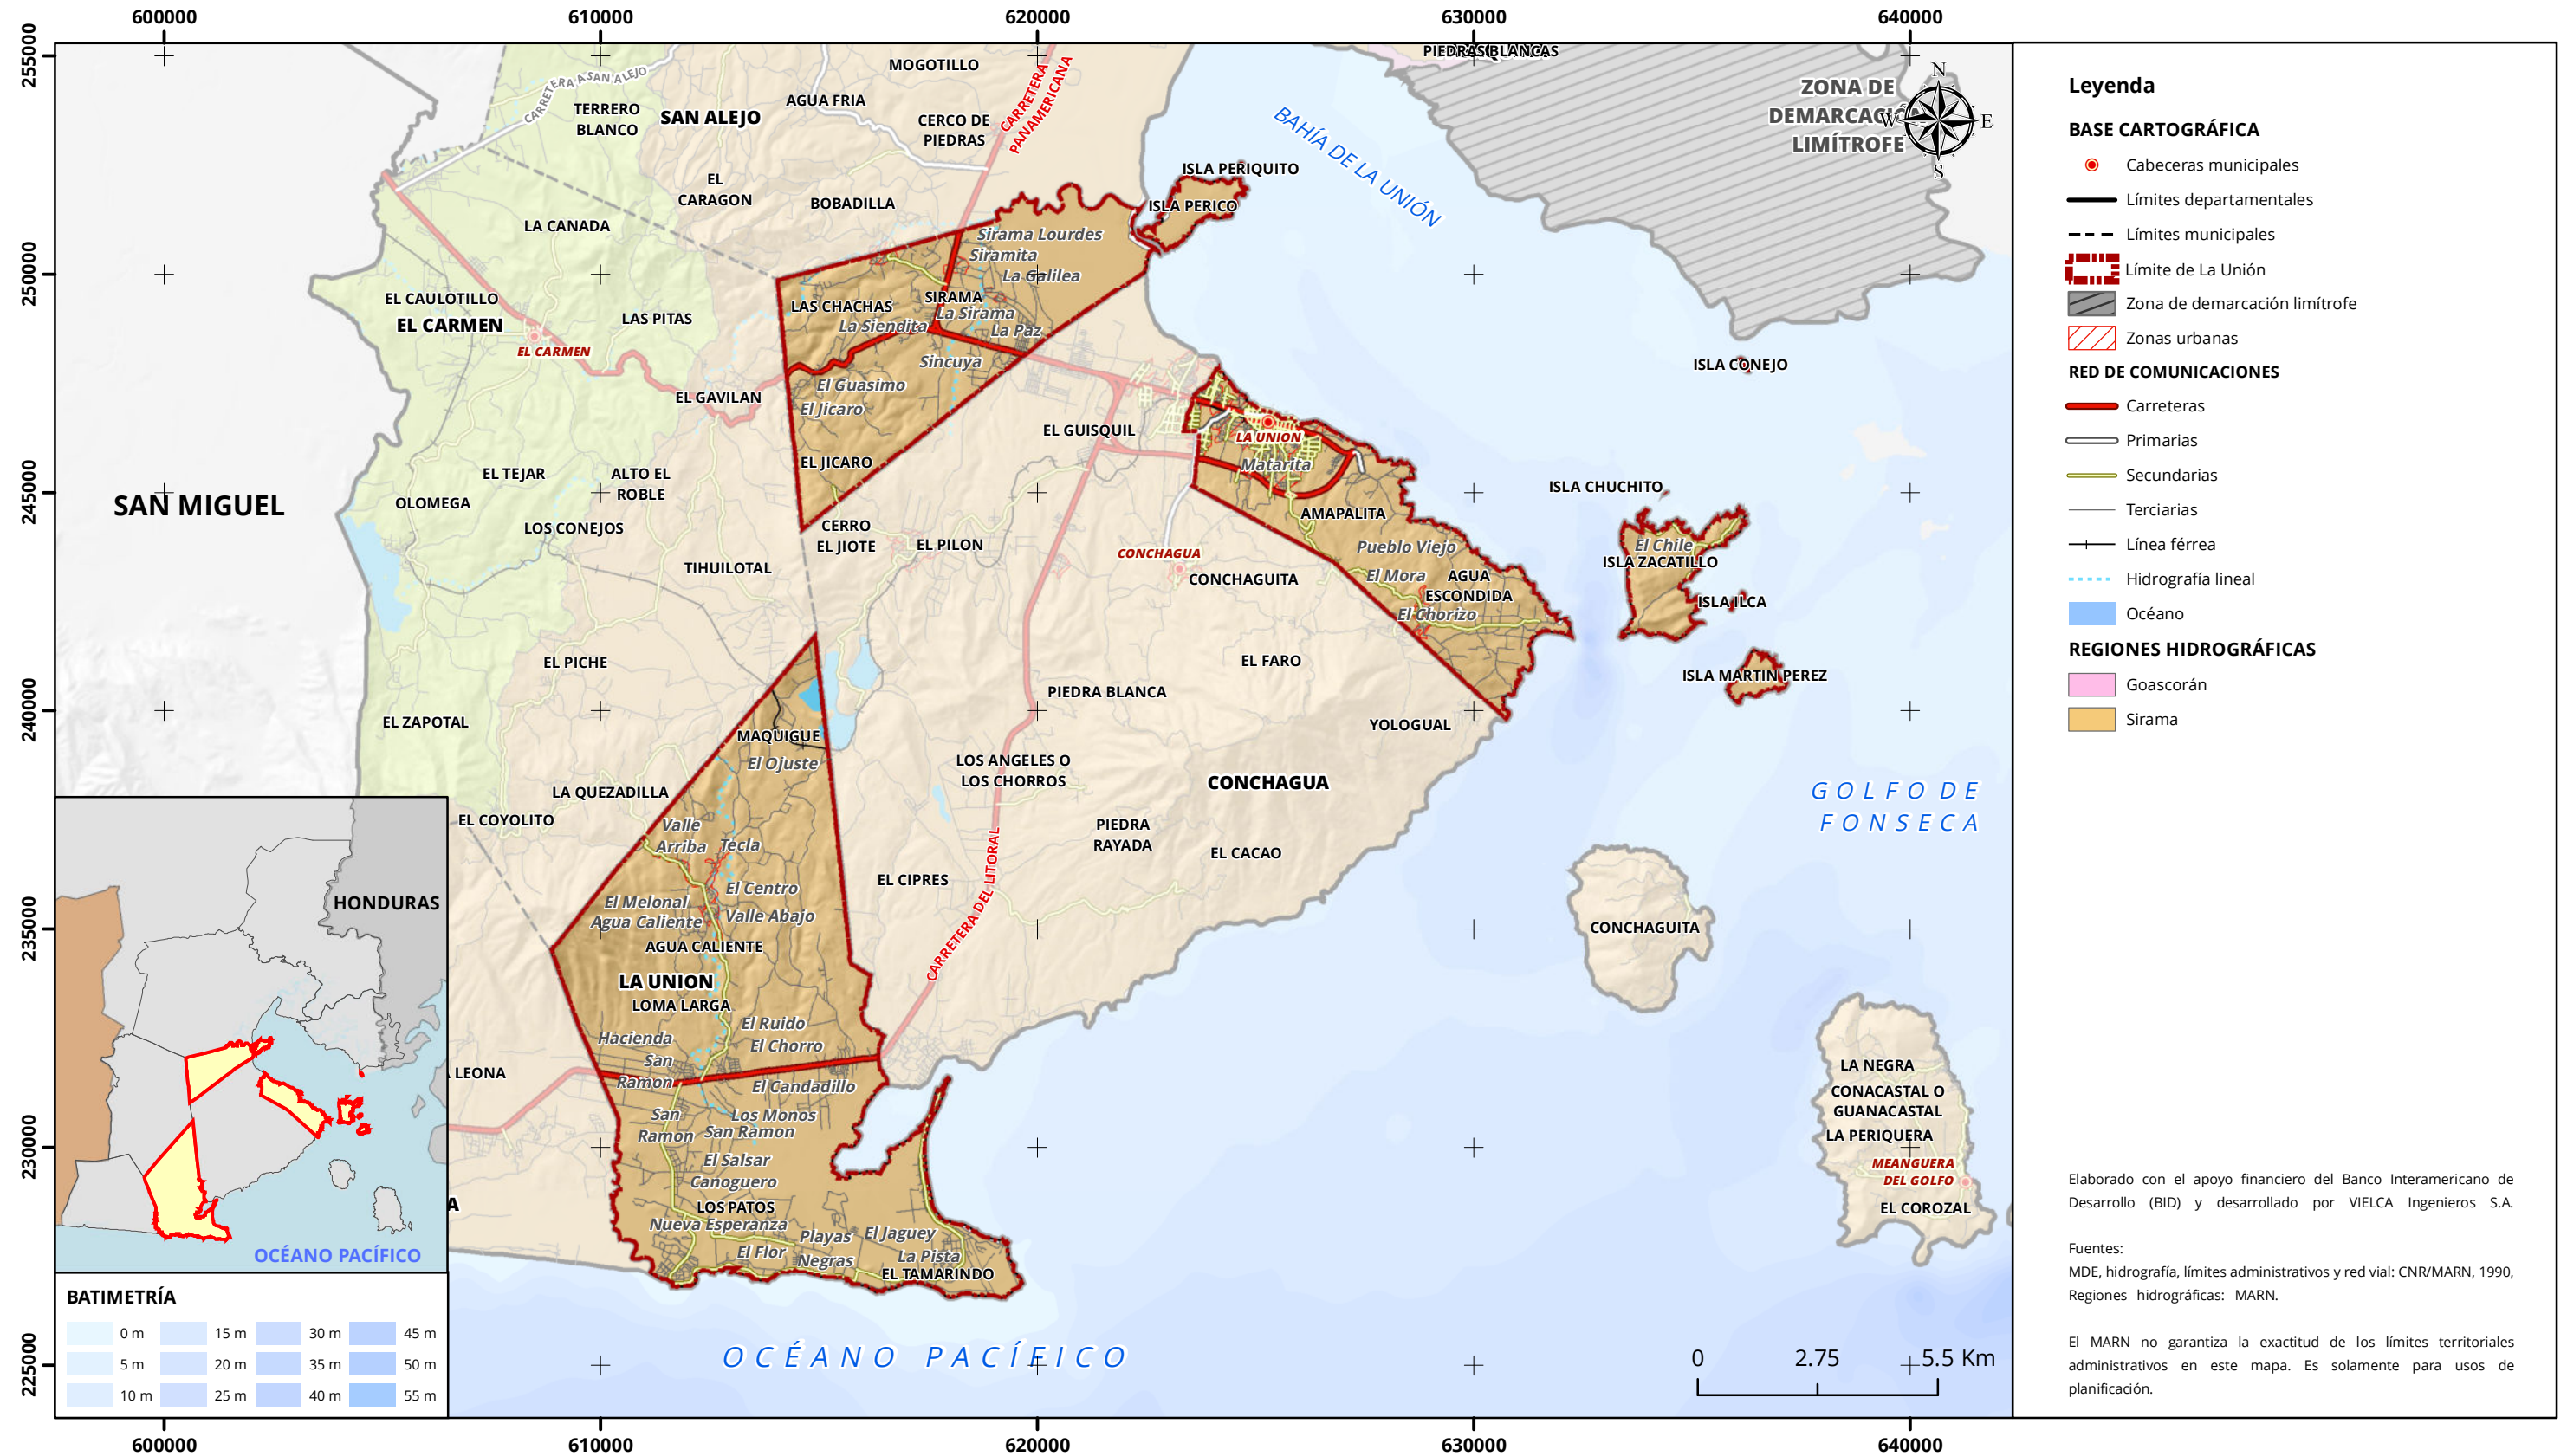 600000
610000
620000
630000
640000
255000
250000
245000
240000
235000
230000
225000
600000
610000
620000
630000
640000
MOGOTILLO
CARRETERA
PANAMERICANA
PIEDRAS BLANCAS
CARRETERA A SAN ALEJO
TERRERO
BLANCO
SAN ALEJO
AGUA FRIA
CERCO DE
PIEDRAS
BAHÍA DE LA UNIÓN
ZONA DE
DEMARCACIÓN
LIMÍTROFE
N
W
E
S
ISLA PERIQUITO
ISLA PERICO
EL
CARAGON
BOBADILLA
LA CANADA
Sirama Lourdes
Siramita
La Galilea
EL CAULOTILLO
EL CARMEN
EL CARMEN
LAS PITAS
LAS CHACHAS
SIRAMA
La Sirama
La Siendita
La Paz
Sincuya
El Guasimo
El Jicaro
EL GAVILAN
EL JICARO
EL GUISQUIL
LA UNION
Matarita
ISLA CONEJO
ISLA CHUCHITO
SAN MIGUEL
EL TEJAR
ALTO EL
ROBLE
OLOMEGA
LOS CONEJOS
CERRO
EL JIOTE
EL PILON
TIHUILOTAL
CONCHAGUA
CONCHAGUITA
AMAPALITA
Pueblo Viejo
El Mora
AGUA
ESCONDIDA
El Chorizo
El Chile
ISLA ZACATILLO
ISLA ILCA
ISLA MARTIN PEREZ
EL PICHE
EL FARO
PIEDRA BLANCA
YOLOGUAL
EL ZAPOTAL
MAQUIGUE
El Ojuste
LOS ANGELES O
LOS CHORROS
CONCHAGUA
GOLFO DE
FONSECA
LA QUEZADILLA
EL COYOLITO
Valle
Arriba
Tecla
PIEDRA
RAYADA
EL CACAO
EL CIPRES
CARRETERA DEL LITORAL
El Centro
El Melonal
Valle Abajo
Agua Caliente
AGUA CALIENTE
LA UNION
LOMA LARGA
CONCHAGUITA
Hacienda
San
Ramon
El Ruido
El Chorro
El Candadillo
LEONA
San
Ramon
Los Monos
San Ramon
El Salsar
Canoguero
A
LOS PATOS
Nueva Esperanza
El Flor
Playas
Negras
El Jaguey
La Pista
EL TAMARINDO
LA NEGRA
CONACASTAL O
GUANACASTAL
LA PERIQUERA
MEANGUERA
DEL GOLFO
EL COROZAL
OCÉANO PACÍFICO
0
2.75
5.5 Km
HONDURAS
OCÉANO PACÍFICO
BATIMETRÍA
0 m
15 m
30 m
45 m
5 m
20 m
35 m
50 m
10 m
25 m
40 m
55 m
Leyenda
BASE CARTOGRÁFICA
Cabeceras municipales
Límites departamentales
Límites municipales
Límite de La Unión
Zona de demarcación limítrofe
Zonas urbanas
RED DE COMUNICACIONES
Carreteras
Primarias
Secundarias
Terciarias
Línea férrea
Hidrografía lineal
Océano
REGIONES HIDROGRÁFICAS
Goascorán
Sirama
Elaborado con el apoyo financiero del Banco Interamericano de
Desarrollo (BID) y desarrollado por VIELCA Ingenieros S.A.
Fuentes:
MDE, hidrografía, límites administrativos y red vial: CNR/MARN, 1990,
Regiones hidrográficas: MARN.
El MARN no garantiza la exactitud de los límites territoriales
administrativos en este mapa. Es solamente para usos de
planificación.